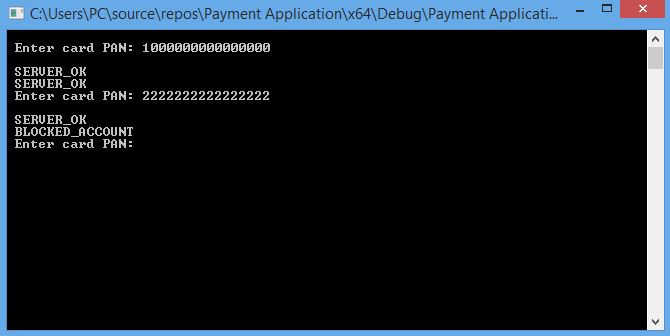 C:\Users\PC\source\repos\Payment Application\x64\Debug\Payment Applicati...
Enter card PAN: 1000000000000000
SERVER_OK
SERVER_OK
Enter card PAN: 2222222222222222
SERVER_OK
BLOCKED_ACCOUNT
Enter card PAN: